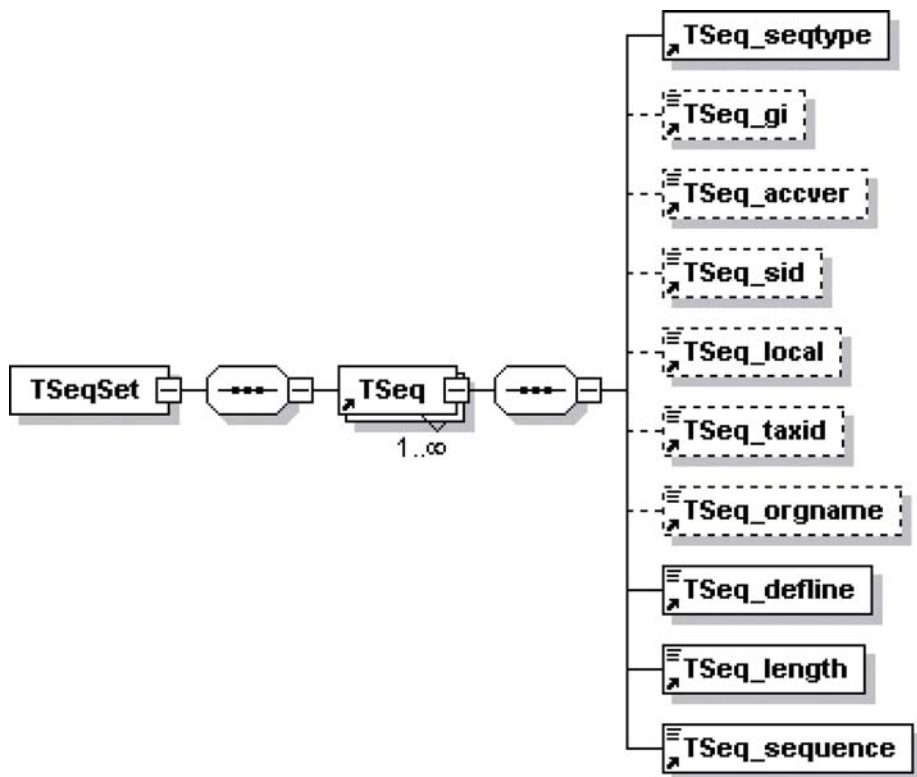 TSeq_seqtype
TSeq_gi
TSeq_accver
TSeq_sid
TSeq_local
TSeqSet
TSeq
1..∞
TSeq_taxid
TSeq_orgname
TSeq_defline
TSeq_length
TSeq_sequence